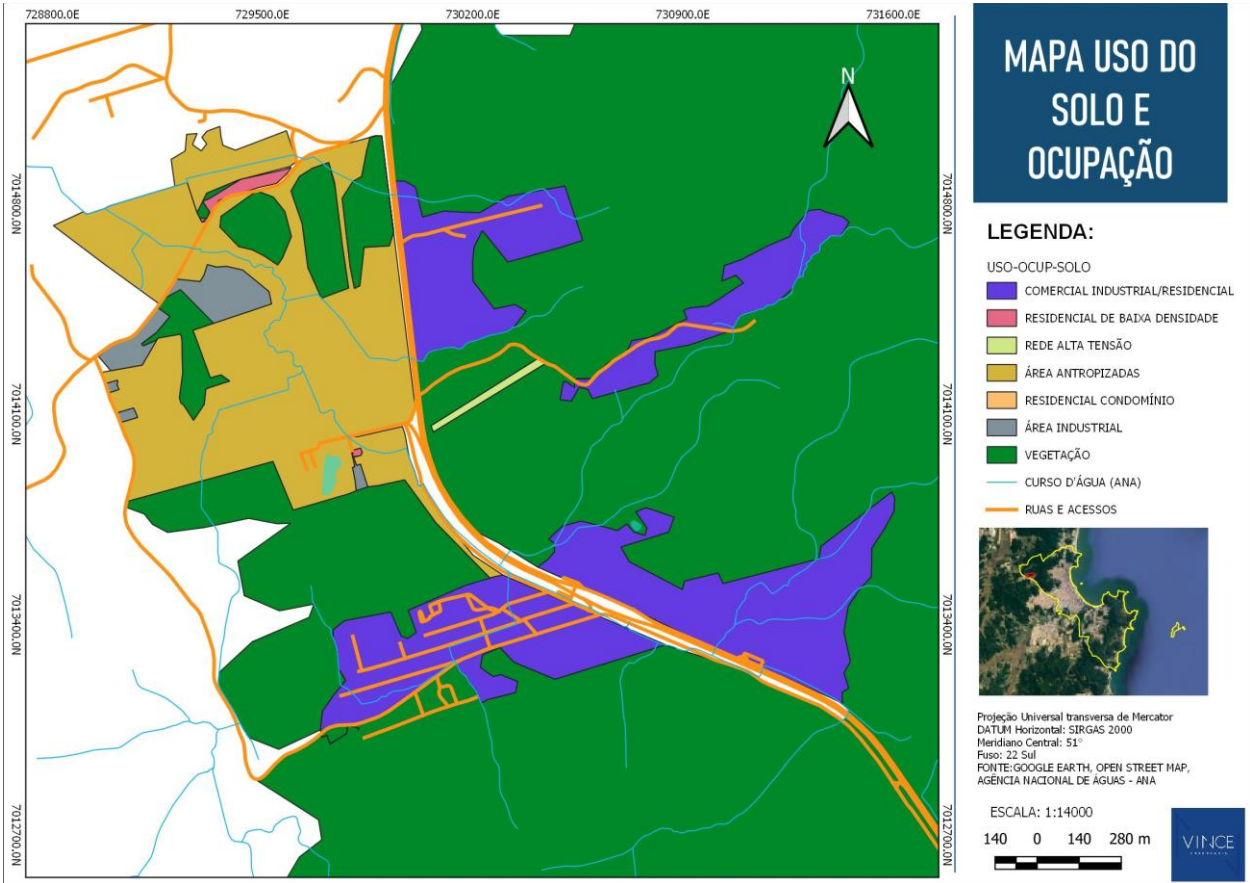 728800.0E 729500.0E 730200.0E 730900.0E 731600.0E
7014800.0N
7014100.0N
7013400.0N
7012700.0N
N
7014800.0N
7014100.0N
7013400.0N
7012700.0N
MAPA USO DO
SOLO E
OCUPAÇÃO
LEGENDA:
USO-OCUP-SOLO
COMERCIAL INDUSTRIAL/RESIDENCIAL
RESIDENCIAL DE BAIXA DENSIDADE
REDE ALTA TENSÃO
ÁREA ANTROPIZADAS
RESIDENCIAL CONDOMÍNIO
ÁREA INDUSTRIAL
VEGETAÇÃO
CURSO D'ÁGUA (ANA)
RUAS E ACESSOS
Projeção Universal transversa de Mercator
DATUM Horizontal: SIRGAS 2000
Meridiano Central: 51°
Fuso: 22 Sul
FONTE:GOOGLE EARTH, OPEN STREET MAP,
AGÊNCIA NACIONAL DE ÁGUAS - ANA
ESCALA: 1:14000
140 0 140 280 m
VINCE